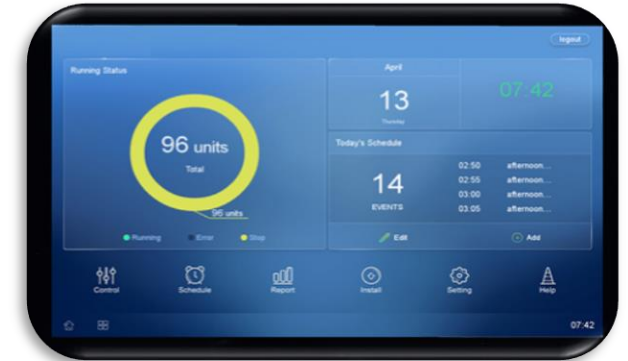 logout
Running Status
96 units
Total
96 units
Running
Error
Stop
April
13
Thursday
07:42
Today's Schedule
14
EVENTS
02:50 afternoon...
02:55 afternoon...
03:00 afternoon...
03:05 afternoon...
Edit
Add
Control
Schedule
Report
Install
Setting
Help
07:42